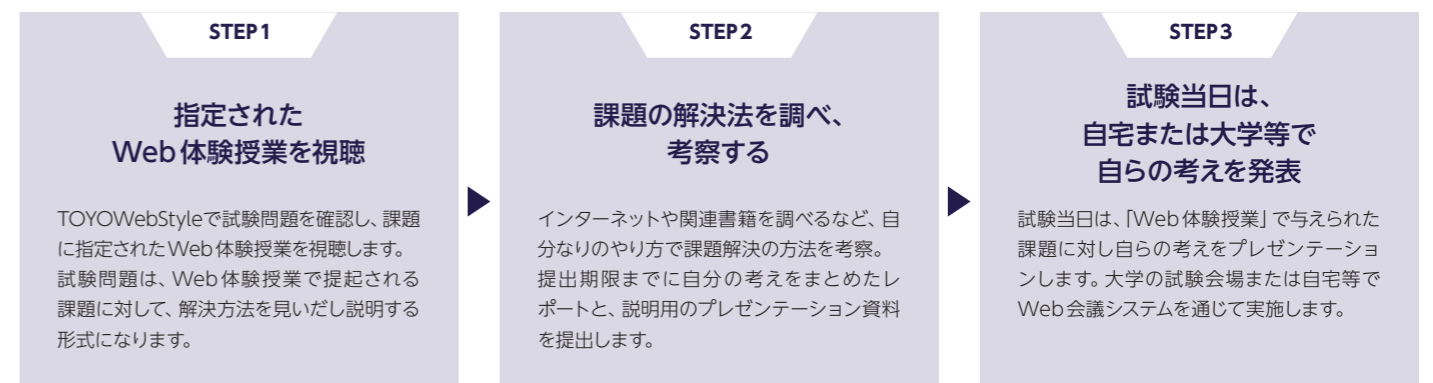 STEP1
指定された
Web体験授業を視聴
TOYOWebStyleで試験問題を確認し、課題
に指定されたWeb体験授業を視聴します。
試験問題は、Web体験授業で提起される
課題に対して、解決方法を見いだし説明する
形式になります。
STEP2
課題の解決法を調べ、
考察する
インターネットや関連書籍を調べるなど、自
分なりのやり方で課題解決の方法を考察。
提出期限までに自分の考えをまとめたレ
ポートと、説明用のプレゼンテーション資料
を提出します。
STEP3
試験当日は、
自宅または大学等で
自らの考えを発表
試験当日は、「Web体験授業」で与えられた
課題に対し自らの考えをプレゼンテーショ
ンします。大学の試験会場または自宅等で
Web会議システムを通じて実施します。